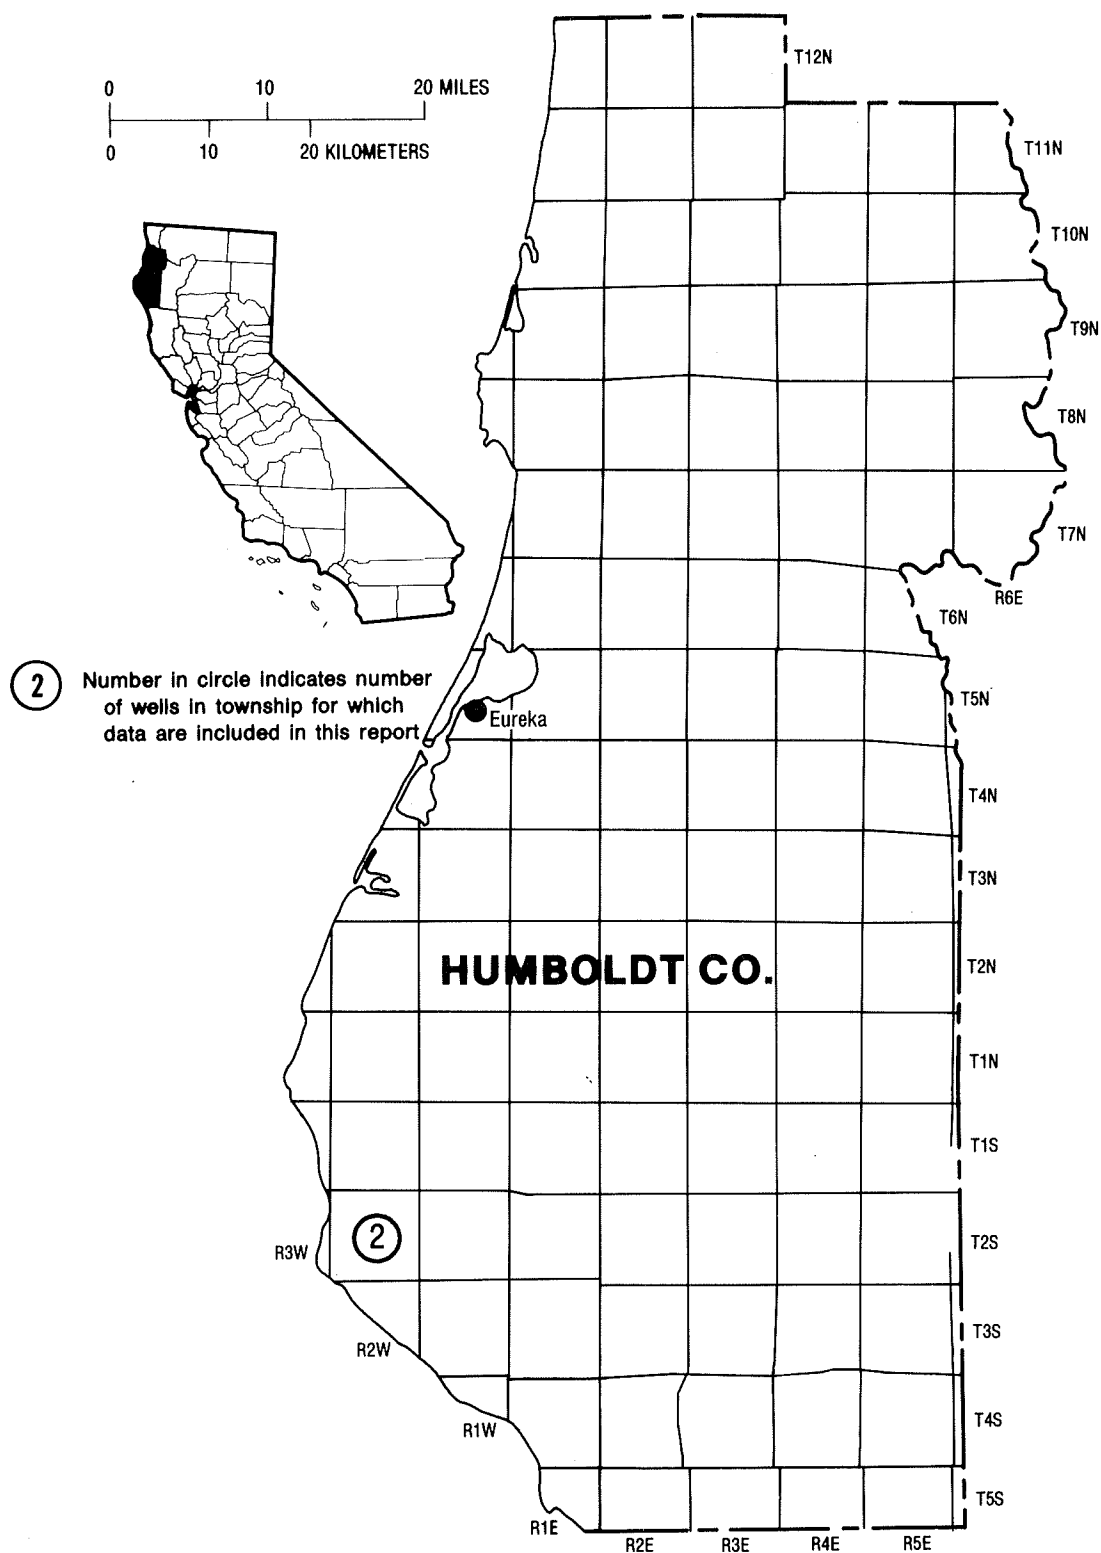 T12N
0 10 20 MILES
0 10 20 KILOMETERS
T11N
T10N
T9N
T8N
T7N
R6E
T6N
2 Number in circle indicates number
of wells in township for which
data are included in this report
T5N
Eureka
T4N
T3N
HUMBOLDT CO.
T2N
T1N
T1S
2
T2S
R3W
T3S
R2W
T4S
R1W
T5S
R1E
R2E R3E R4E R5E